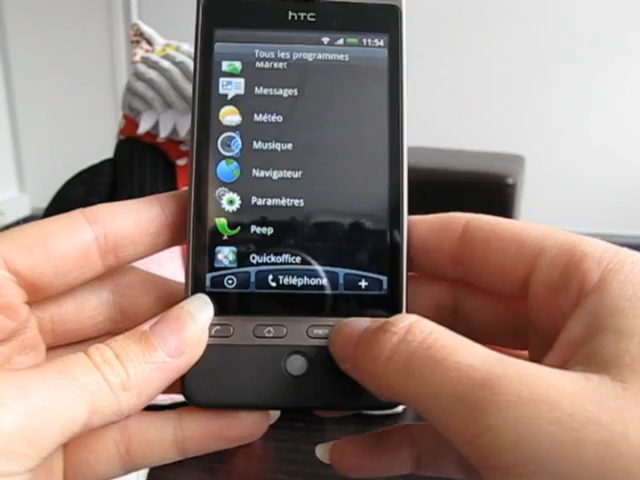 hTC
11:54
Tous les programmes
Market
Messages
Météo
Musique
Navigateur
Paramètres
Peep
Quickoffice
Téléphone